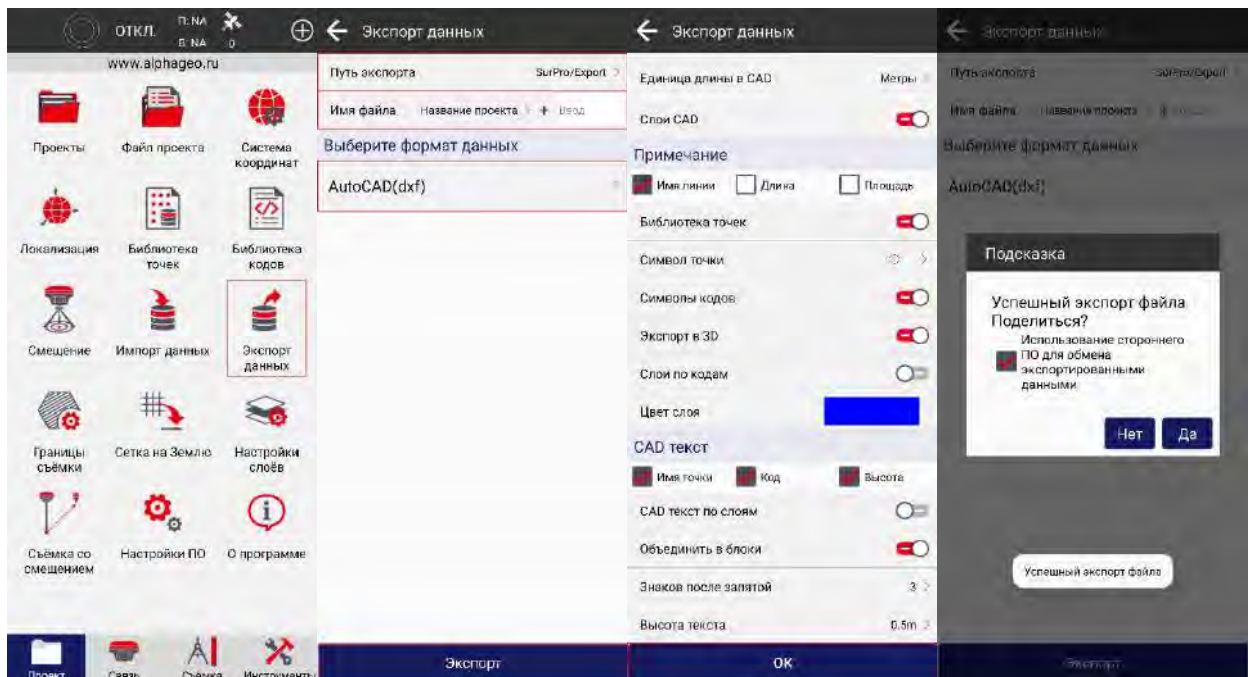 ОТКЛ.
П: NA
Б: NA
0
www.alphageo.ru
Проекты
Файл проекта
Система
координат
Локализация
Библиотека
точек
Библиотека
кодов
Смещение
Импорт данных
Экспорт
данных
Границы
съёмки
Сетка на Землю
Настройки
слоёв
Съёмка со
смещением
Настройки ПО
О программе
Проект
Связь
Съёмка
Инструменты
Экспорт данных
Путь экспорта
SurPro/Export
Имя файла
Название проекта
+
Ввод
Выберите формат данных
AutoCAD(dxf)
Экспорт
Экспорт данных
Единица длины в CAD
Метры
Слои CAD
Примечание
Имя линии
Длина
Площадь
Библиотека точек
Символ точки
Символы кодов
Экспорт в 3D
Слои по кодам
Цвет слоя
CAD текст
Имя точки
Код
Высота
CAD текст по слоям
Объединить в блоки
Знаков после запятой
3
Высота текста
0.5m
OK
Экспорт данных
Путь экспорта
SurPro/Export
Имя файла
Название проекта
Выберите формат данных
AutoCAD(dxf)
Подсказка
Успешный экспорт файла
Поделиться?
Использование стороннего
ПО для обмена
экспортированными
данными
Нет
Да
Успешный экспорт файла
Экспорт